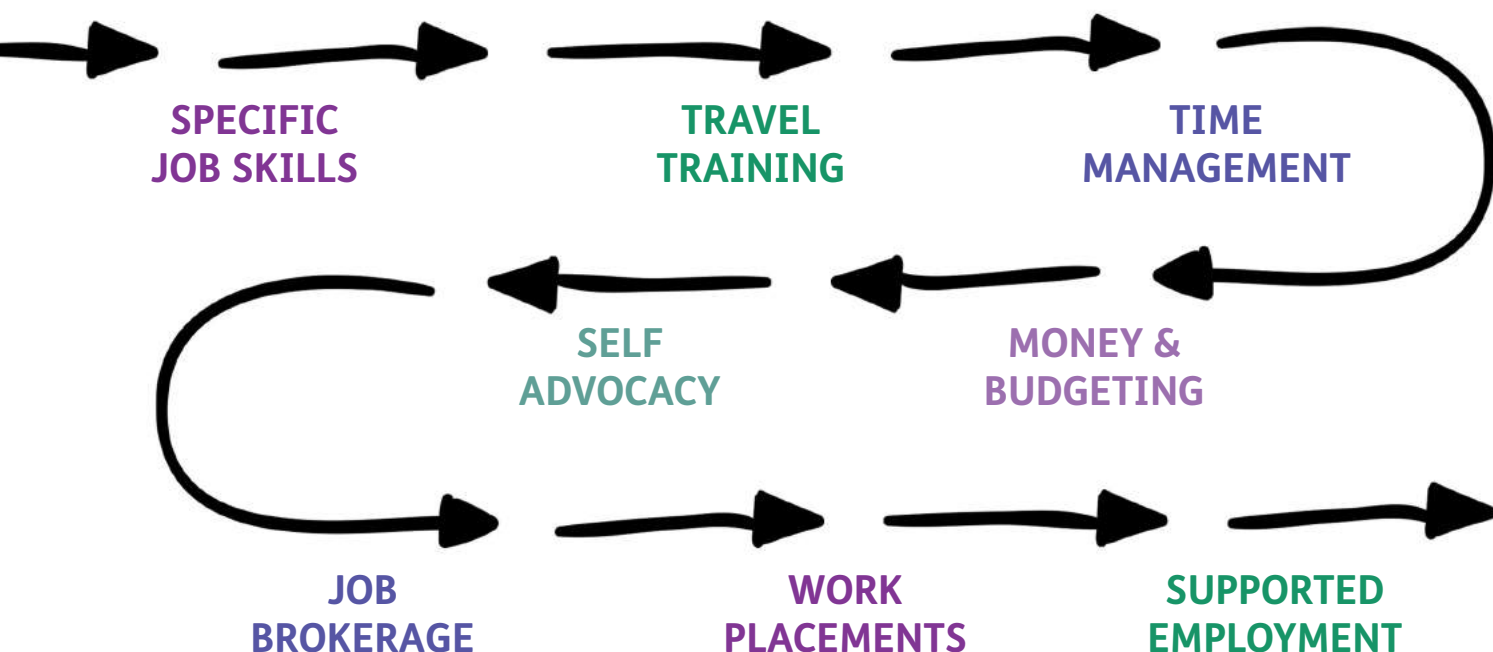 SPECIFIC
JOB SKILLS
TRAVEL
TRAINING
TIME
MANAGEMENT
MONEY &
BUDGETING
SELF
ADVOCACY
JOB
BROKERAGE
WORK
PLACEMENTS
SUPPORTED
EMPLOYMENT